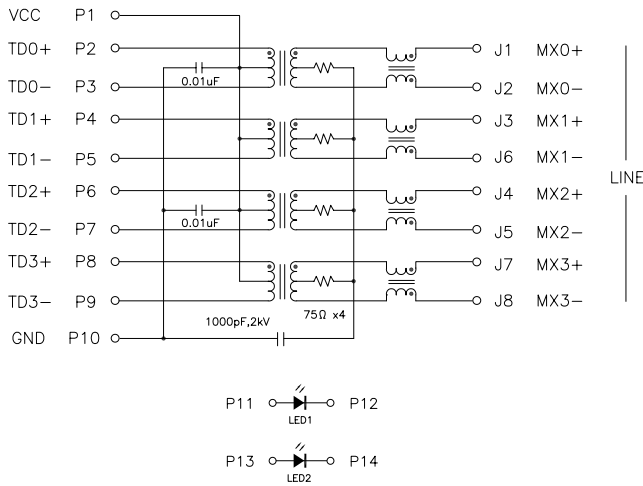 VCC P1
TD0+ P2 J1 MX0+
0.01uF
TD0- P3 J2 MX0-
TD1+ P4 J3 MX1+
TD1- P5 J6 MX1-
LINE
TD2+ P6 J4 MX2+
0.01uF
TD2- P7 J5 MX2-
TD3+ P8 J7 MX3+
TD3- P9 J8 MX3-
1000pF,2kV 75Ω x4
GND P10
P11 P12
LED1
P13 P14
LED2